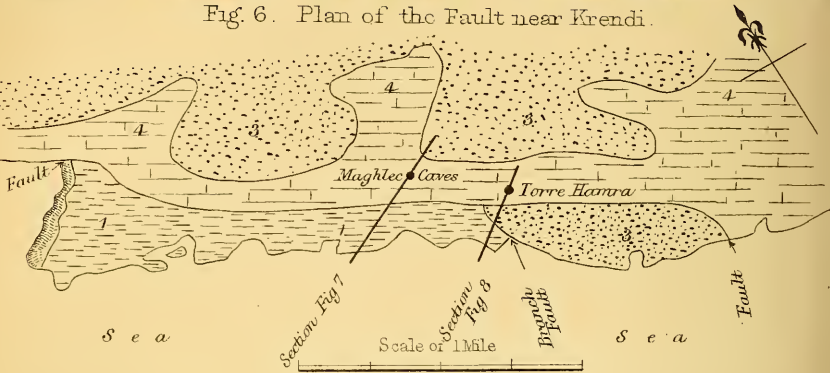 Fig. 6. Plan of the Fault near Krendi.
4
3
4
3
4
Fault
Maghlec Caves
Torre Hamra
1
3
Section Fig 7
Section Fig 8
Branch Fault
Fault
Sea
Sea
Scale of 1 Mile